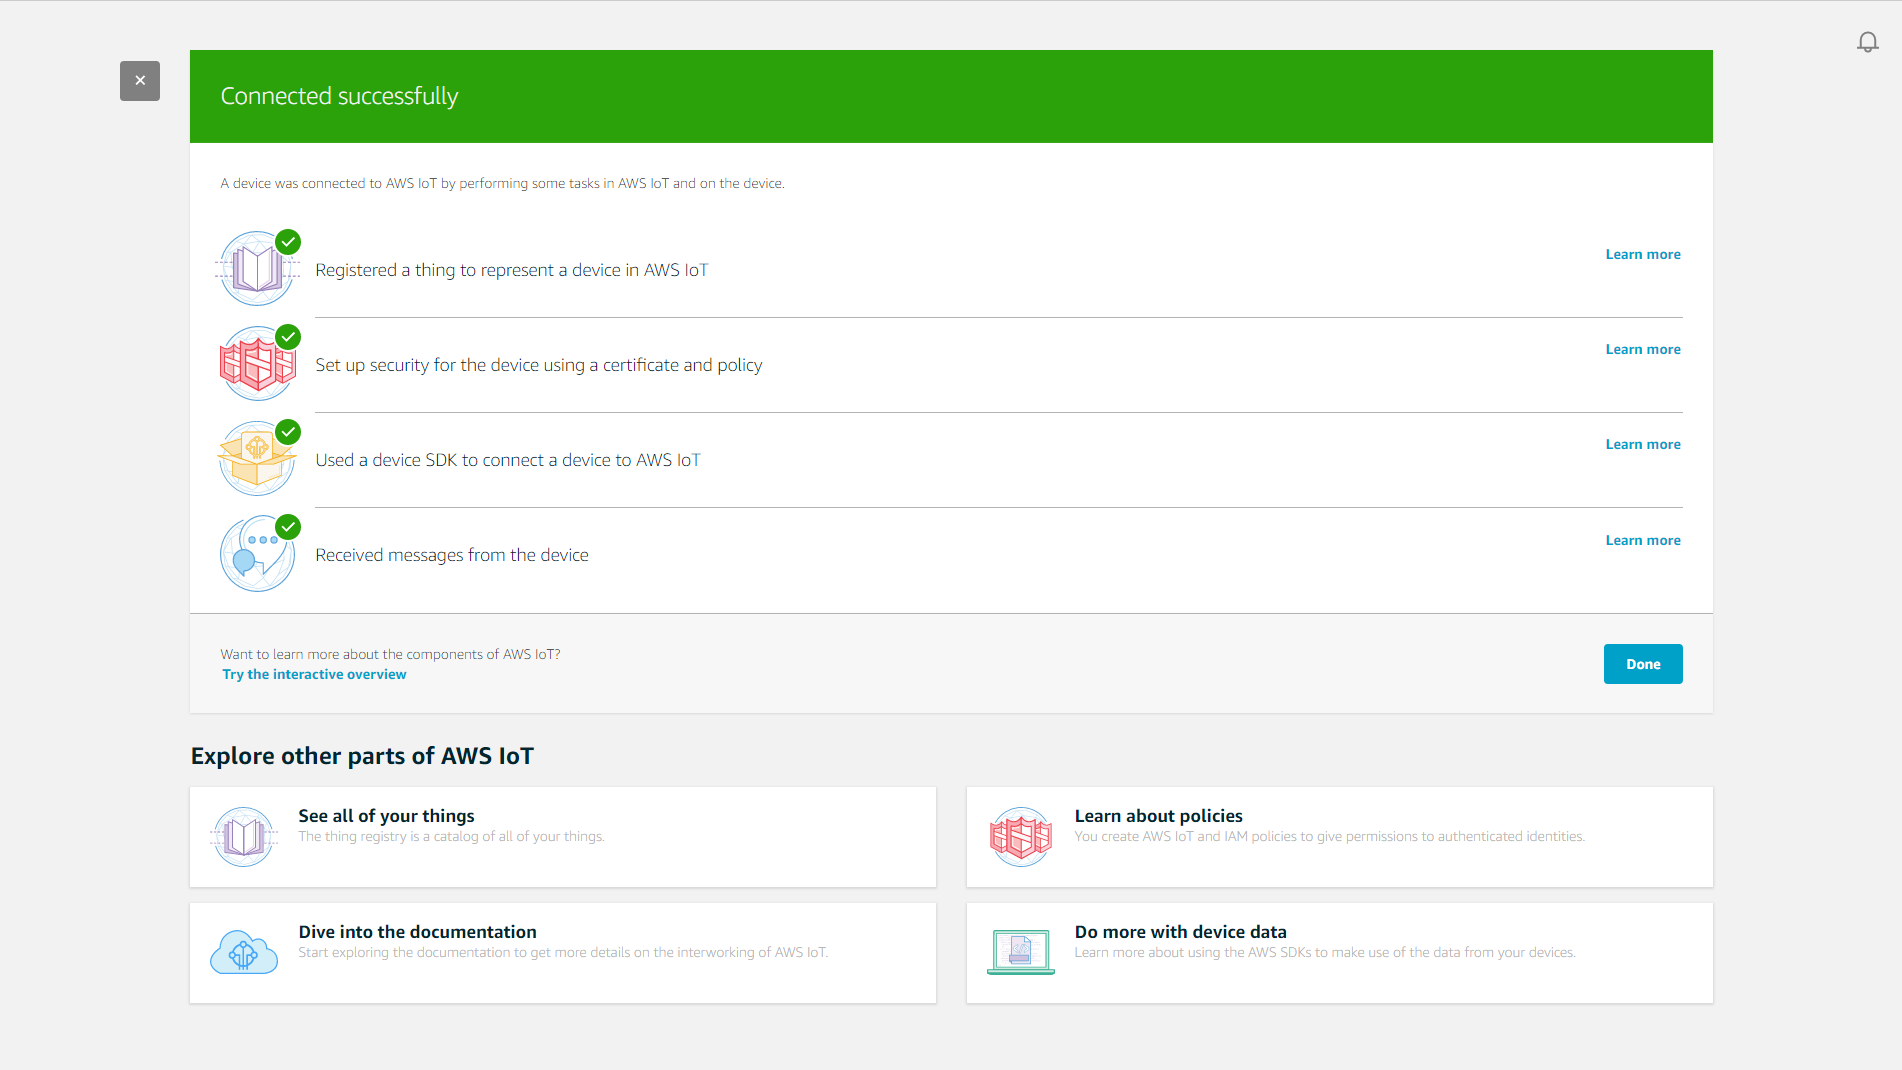 Connected successfully
A device was connected to AWS IoT by performing some tasks in AWS IoT and on the device.
Registered a thing to represent a device in AWS IoT
Learn more
Set up security for the device using a certificate and policy
Learn more
Used a device SDK to connect a device to AWS IoT
Learn more
Received messages from the device
Learn more
Want to learn more about the components of AWS IoT?
Try the interactive overview
Done
Explore other parts of AWS IoT
See all of your things
The thing registry is a catalog of all of your things.
Learn about policies
You create AWS IoT and IAM policies to give permissions to authenticated identities.
Dive into the documentation
Start exploring the documentation to get more details on the interworking of AWS IoT.
Do more with device data
Learn more about using the AWS SDKs to make use of the data from your devices.